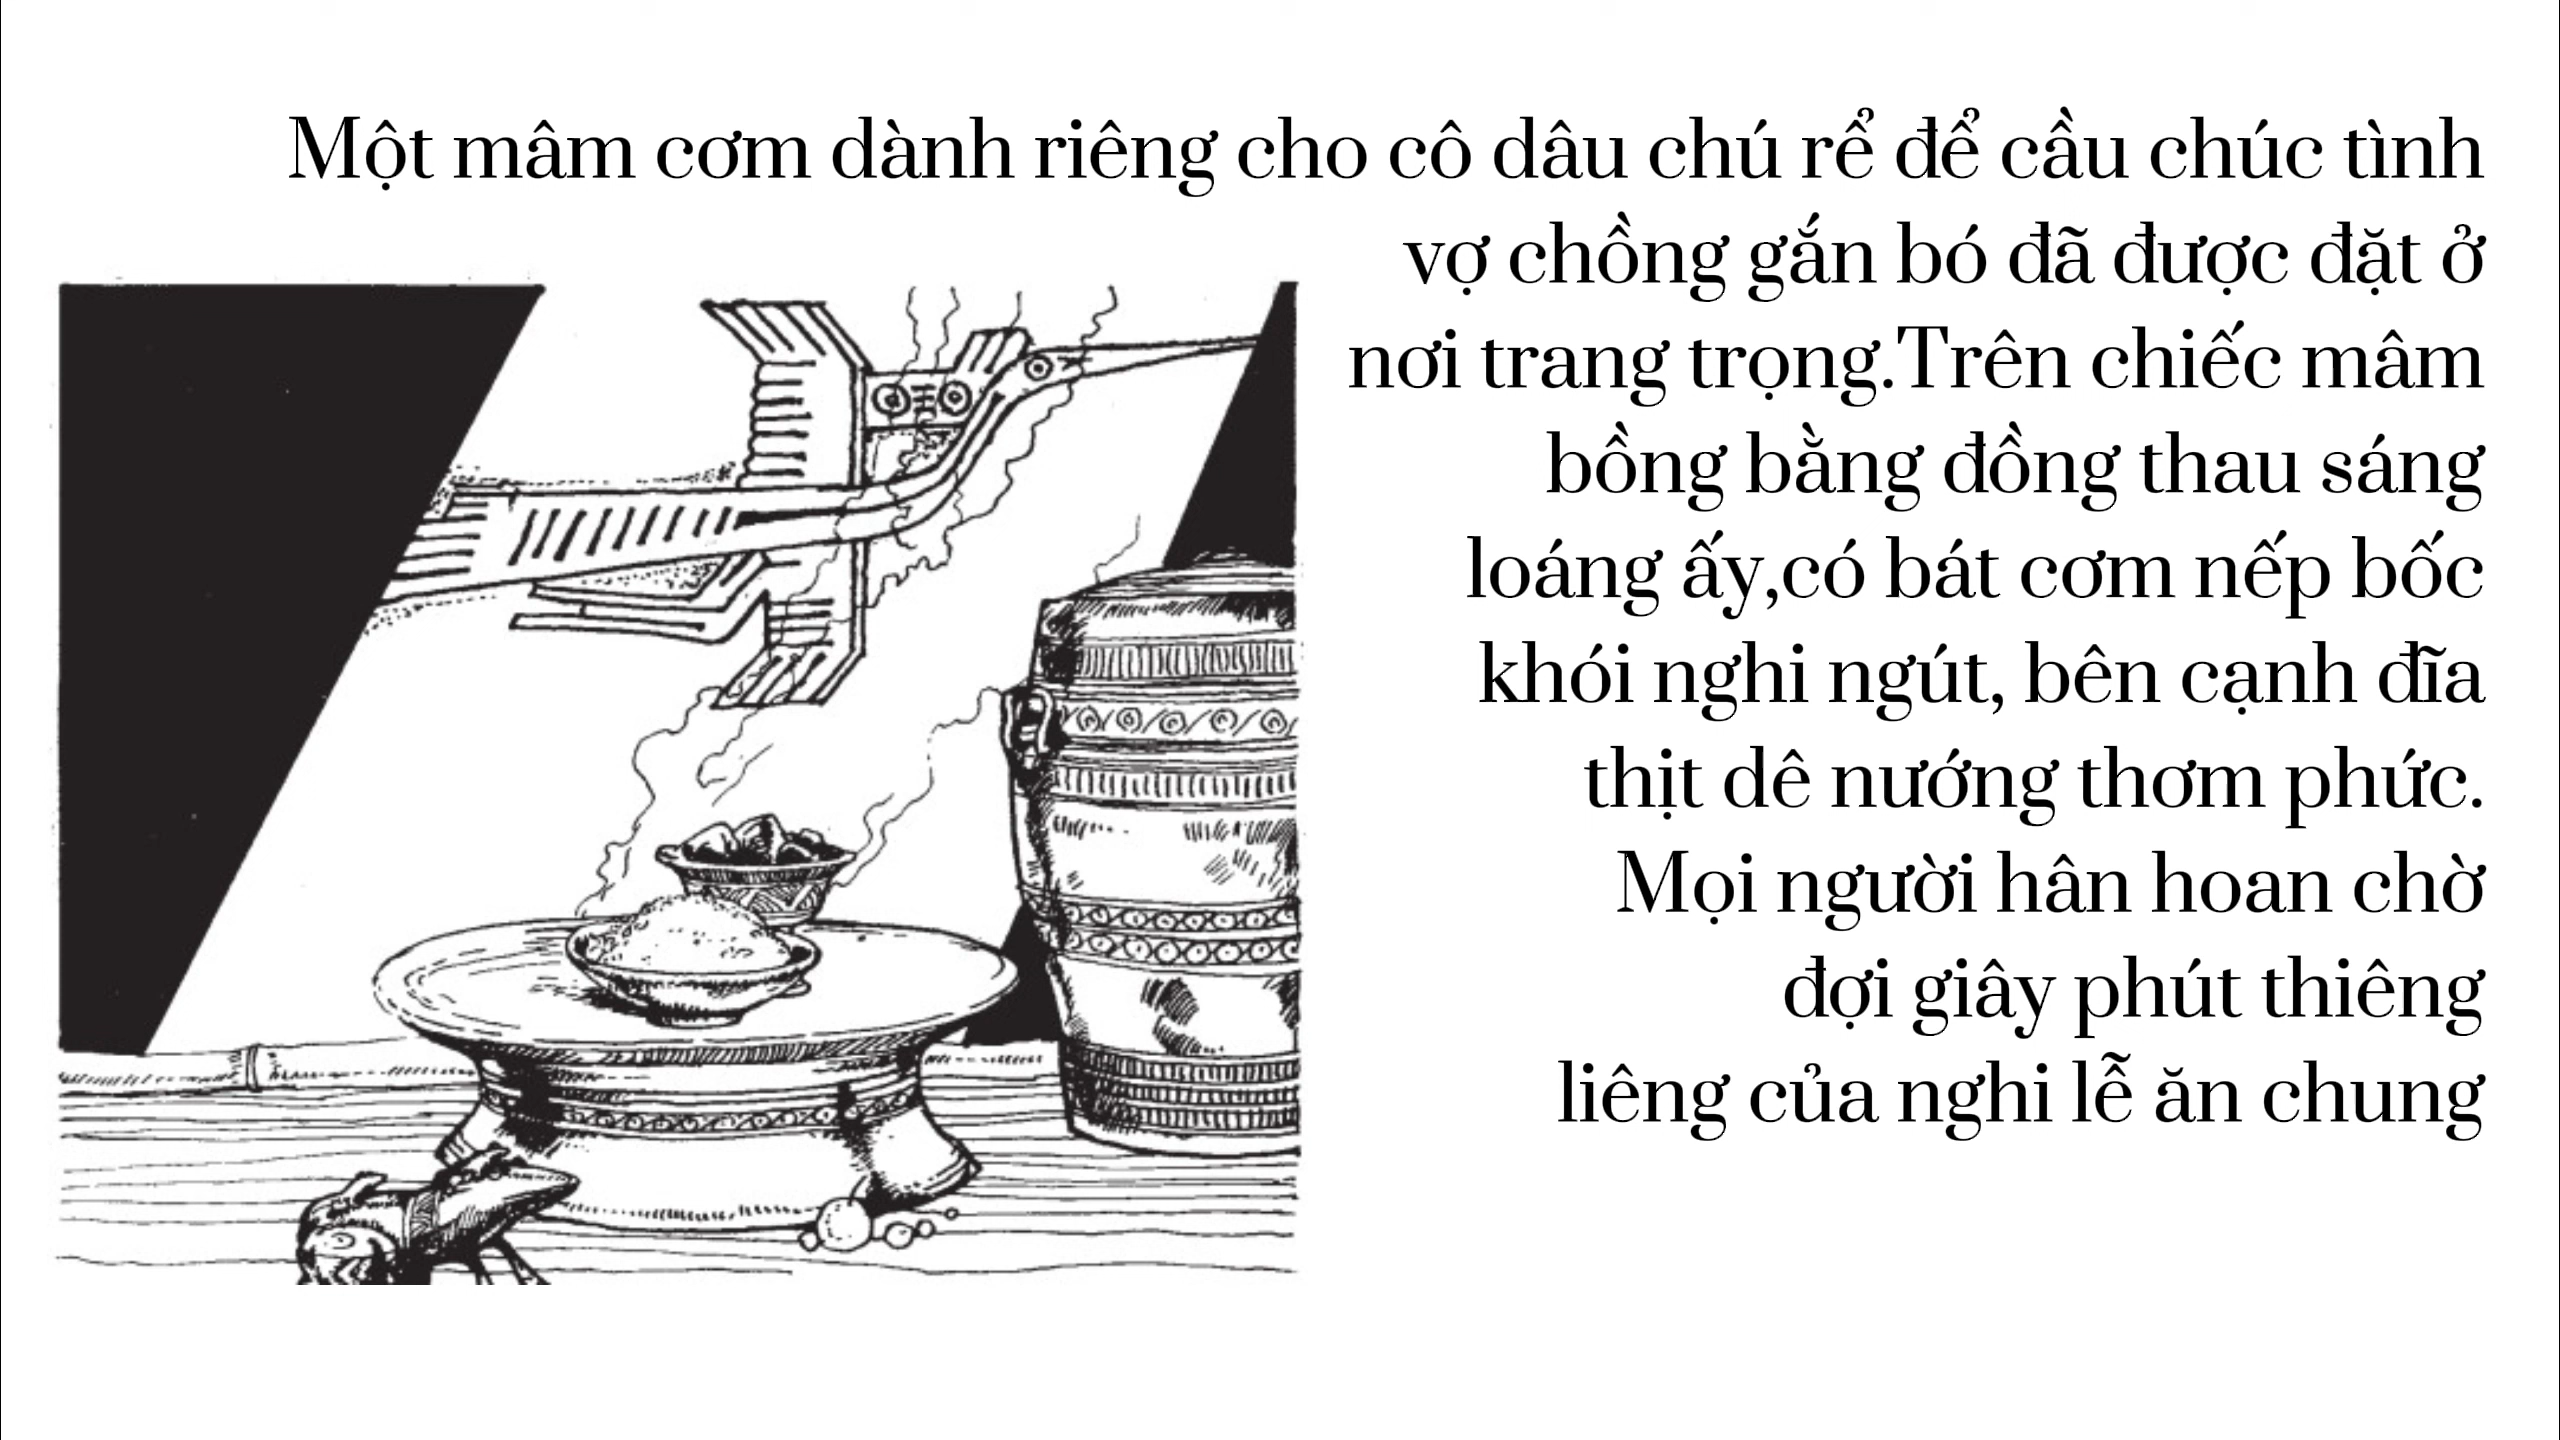 Một mâm cơm dành riêng cho cô dâu chú rể để cầu chúc tình
vợ chồng gắn bó đã được đặt ở
nơi trang trọng.Trên chiếc mâm
bồng bằng đồng thau sáng
loáng ấy,có bát cơm nếp bốc
khói nghi ngút, bên cạnh đĩa
thịt dê nướng thơm phức.
Mọi người hân hoan chờ
đợi giây phút thiêng
liêng của nghi lễ ăn chung